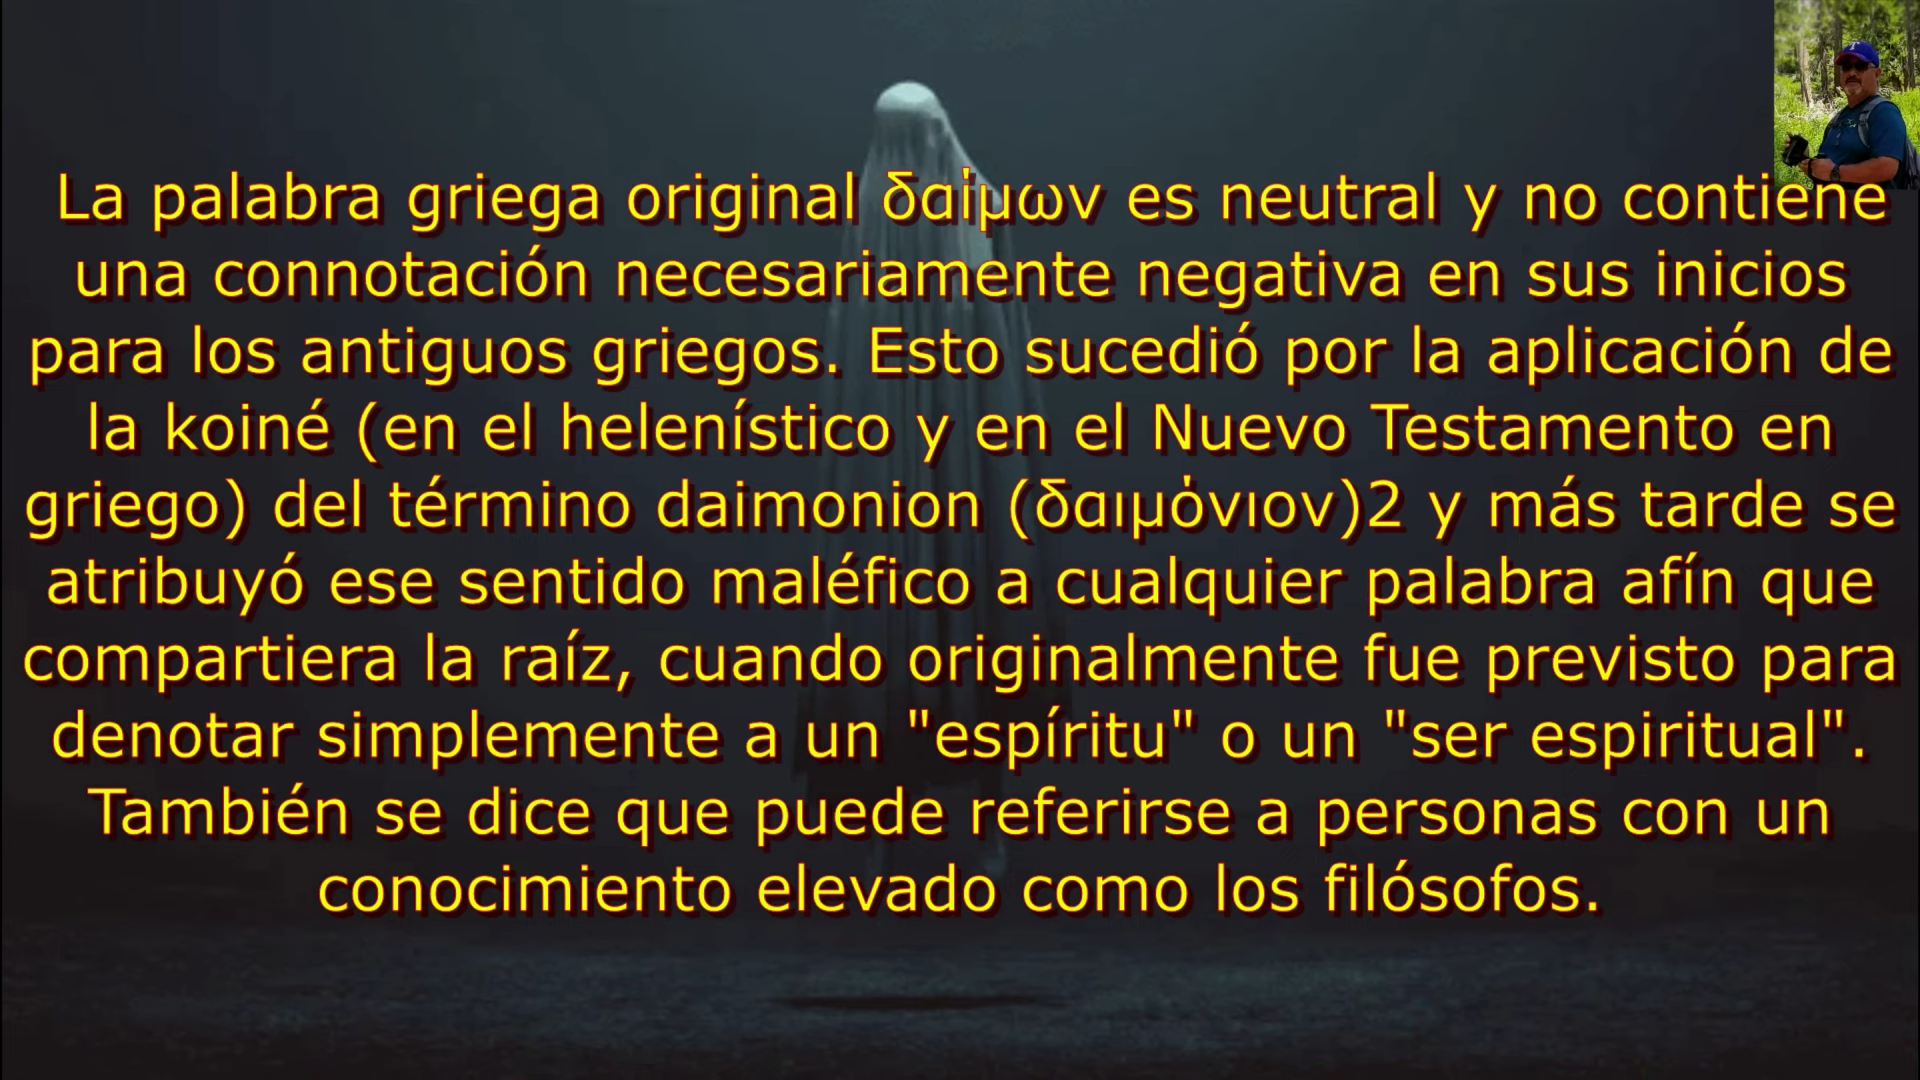 La palabra griega original δαίμων es neutral y no contiene
una connotación necesariamente negativa en sus inicios
para los antiguos griegos. Esto sucedió por la aplicación de
la koiné (en el helenístico y en el Nuevo Testamento en
griego) del término daimonion (δαιμόνιον)2 y más tarde se
atribuyó ese sentido maléfico a cualquier palabra afín que
compartiera la raíz, cuando originalmente fue previsto para
denotar simplemente a un "espíritu" o un "ser espiritual".
También se dice que puede referirse a personas con un
conocimiento elevado como los filósofos.